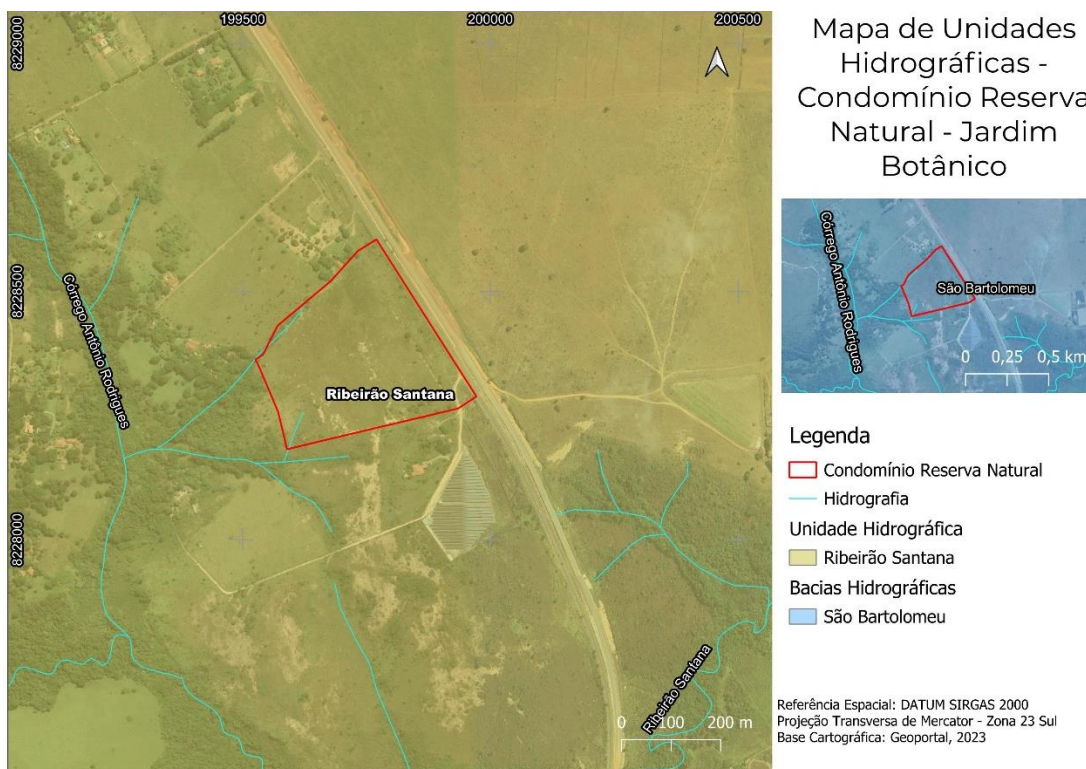 199500
200000
200500
8229000
8228500
8228000
Córrego Antônio Rodrigues
Ribeirão Santana
Ribeirão Santana
0 100 200 m
Mapa de Unidades
Hidrográficas -
Condomínio Reserva
Natural - Jardim
Botânico
Córrego Antônio Rodrigues
São Bartolomeu
0 0,25 0,5 km
Legenda
Condomínio Reserva Natural
Hidrografia
Unidade Hidrográfica
Ribeirão Santana
Bacias Hidrográficas
São Bartolomeu
Referência Espacial: DATUM SIRGAS 2000
Projeção Transversa de Mercator - Zona 23 Sul
Base Cartográfica: Geoportal, 2023